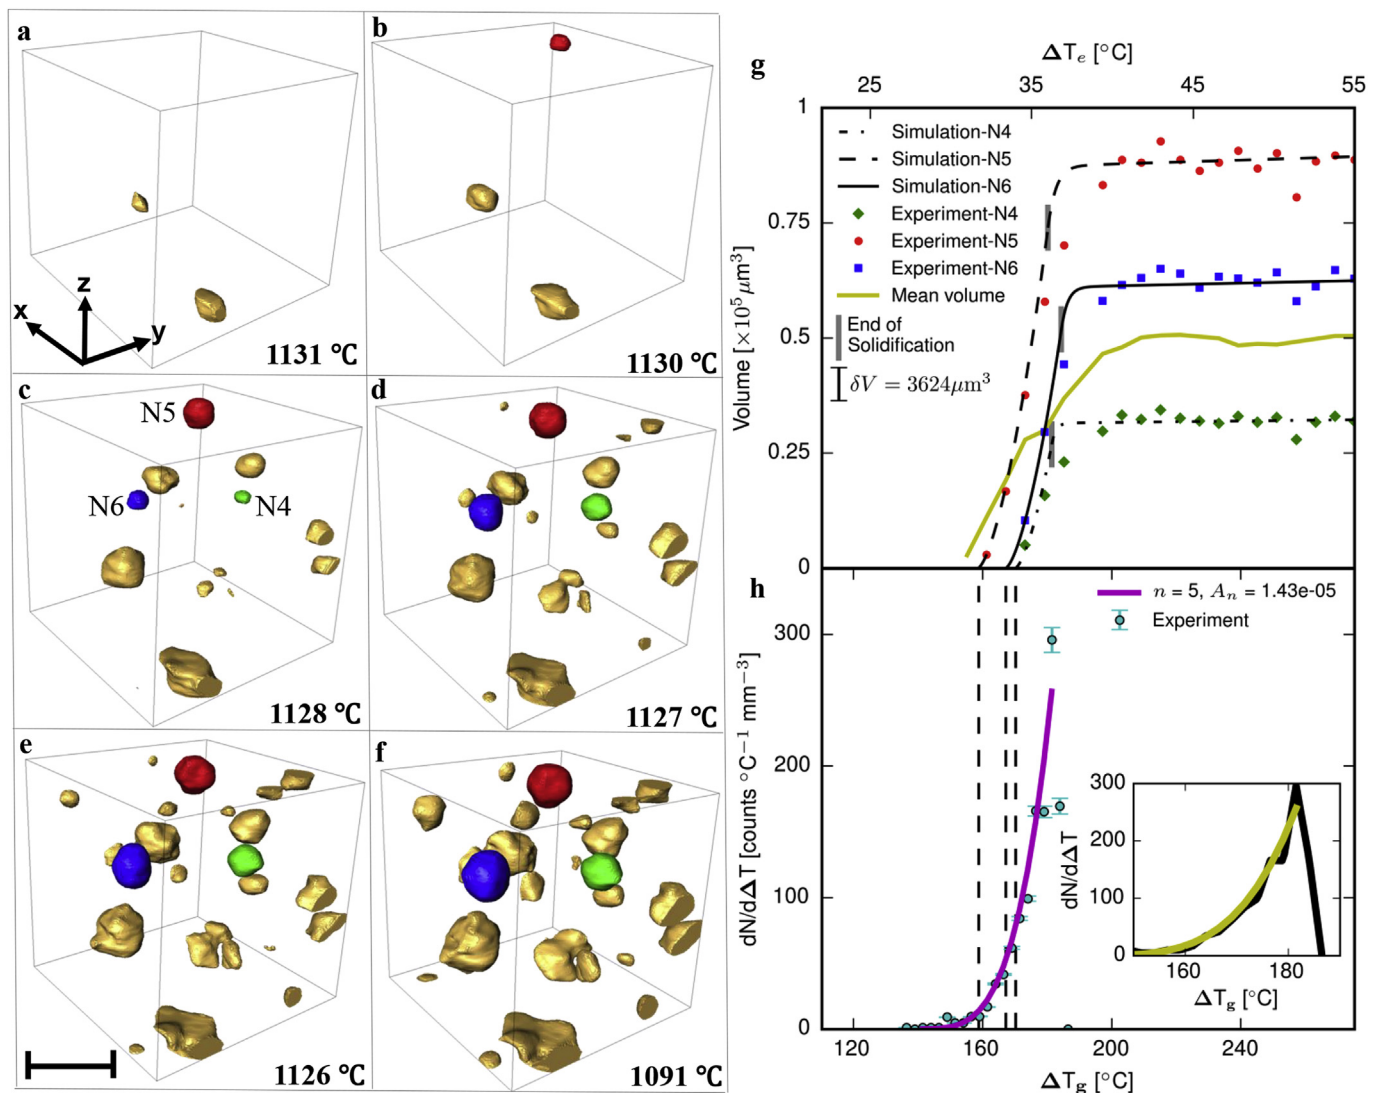 a
z
x
y
1131 °C
b
1130 °C
c
N5
N6
N4
1128 °C
d
1127 °C
e
1126 °C
f
1091 °C
g
ΔTₑ [°C]
25 35 45 55
Volume [×10⁵ μm³]
1
0.75
0.5
0.25
0
Simulation-N4
Simulation-N5
Simulation-N6
Experiment-N4
Experiment-N5
Experiment-N6
Mean volume
End of
Solidification
δV = 3624μm³
h
n = 5, Aₙ = 1.43e-05
Experiment
dN/dΔT [counts °C⁻¹ mm⁻³]
300
200
100
0
120 160 200 240
ΔTg [°C]
dN/dΔT
300
200
100
0
160 180
ΔTg [°C]